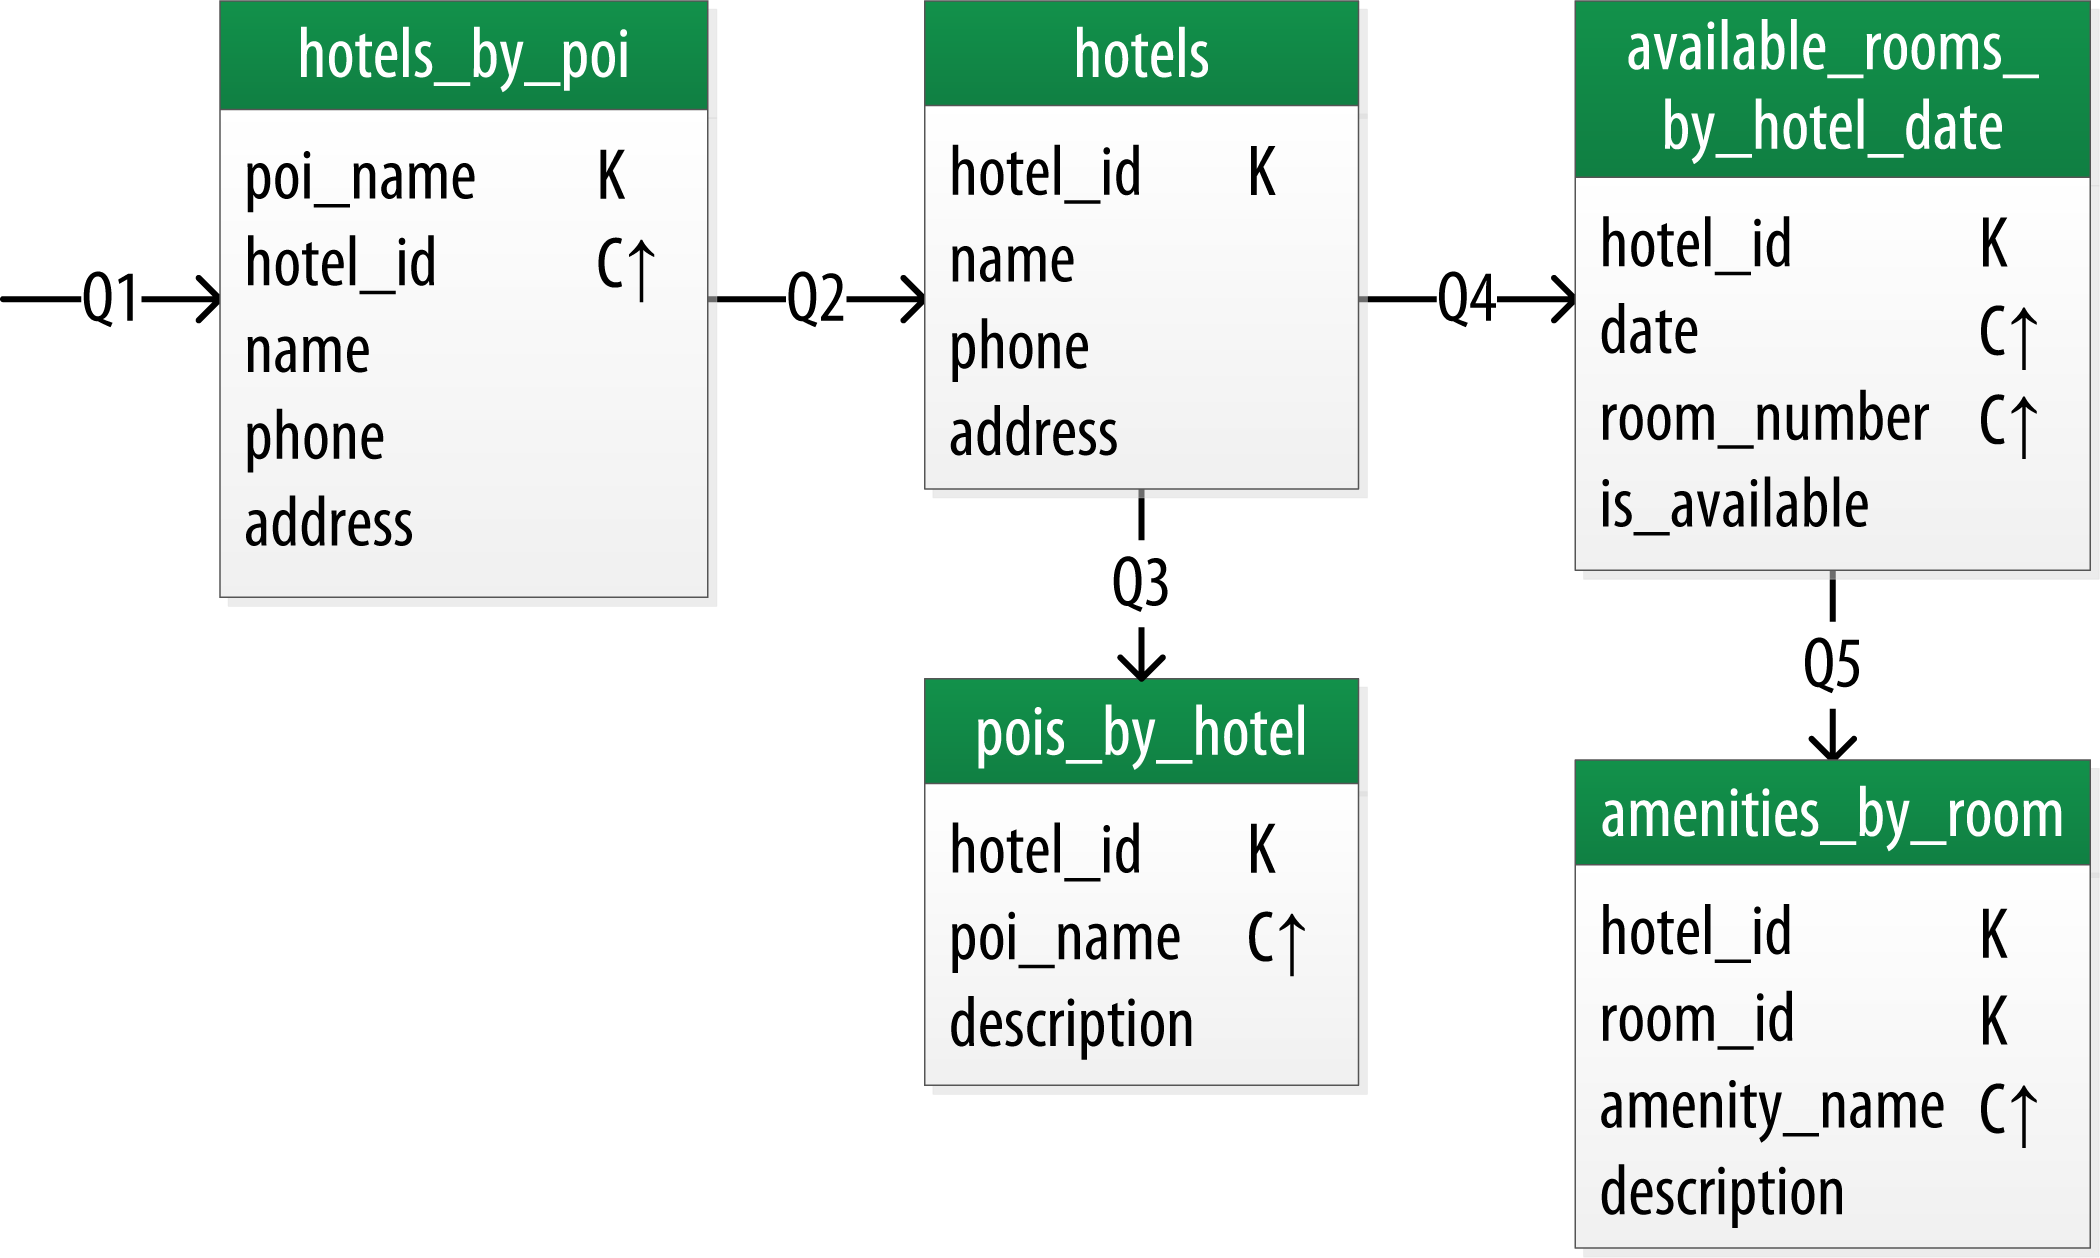 Q1
hotels_by_poi
poi_name K
hotel_id C↑
name
phone
address
Q2
hotels
hotel_id K
name
phone
address
Q3
pois_by_hotel
hotel_id K
poi_name C↑
description
Q4
available_rooms_
by_hotel_date
hotel_id K
date C↑
room_number C↑
is_available
Q5
amenities_by_room
hotel_id K
room_id K
amenity_name C↑
description